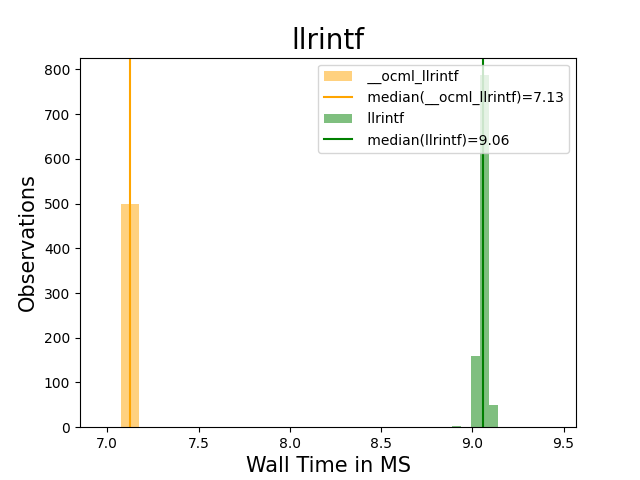 llrintf
800
700
600
500
400
300
200
100
0
Observations
__ocml_llrintf
median(__ocml_llrintf)=7.13
llrintf
median(llrintf)=9.06
7.0 7.5 8.0 8.5 9.0 9.5
Wall Time in MS